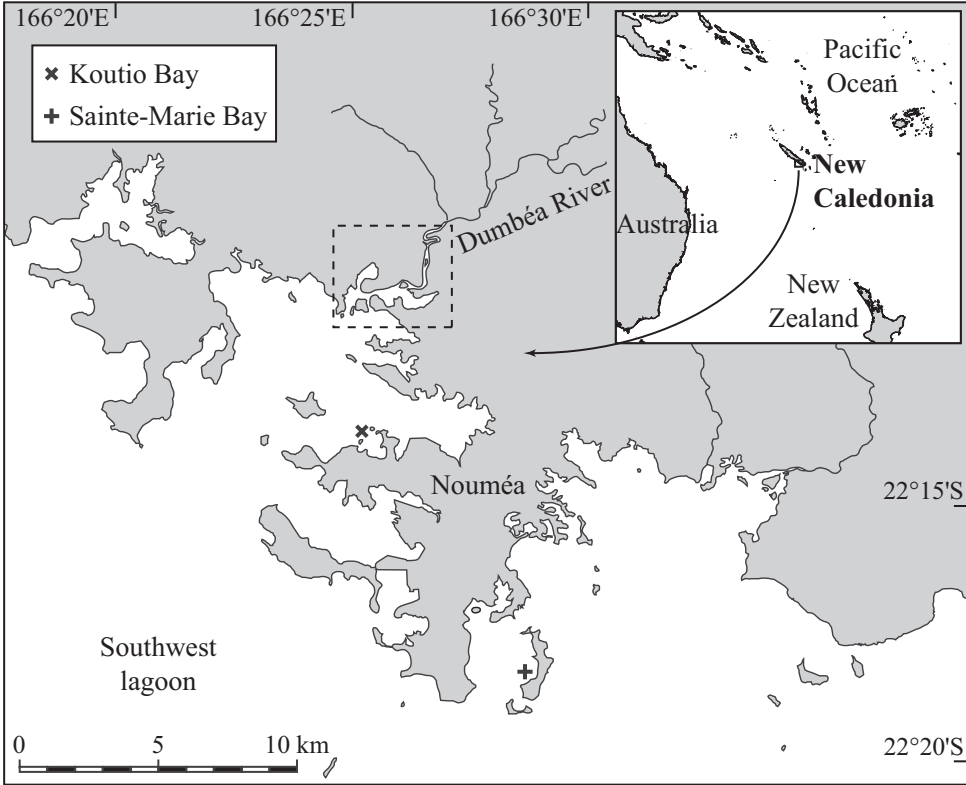 166°20'E
166°25'E
166°30'E
Koutio Bay
Sainte-Marie Bay
Pacific
Ocean
New
Caledonia
Australia
New
Zealand
Dumbéa River
Nouméa
22°15'S
Southwest
lagoon
0 5 10 km
22°20'S